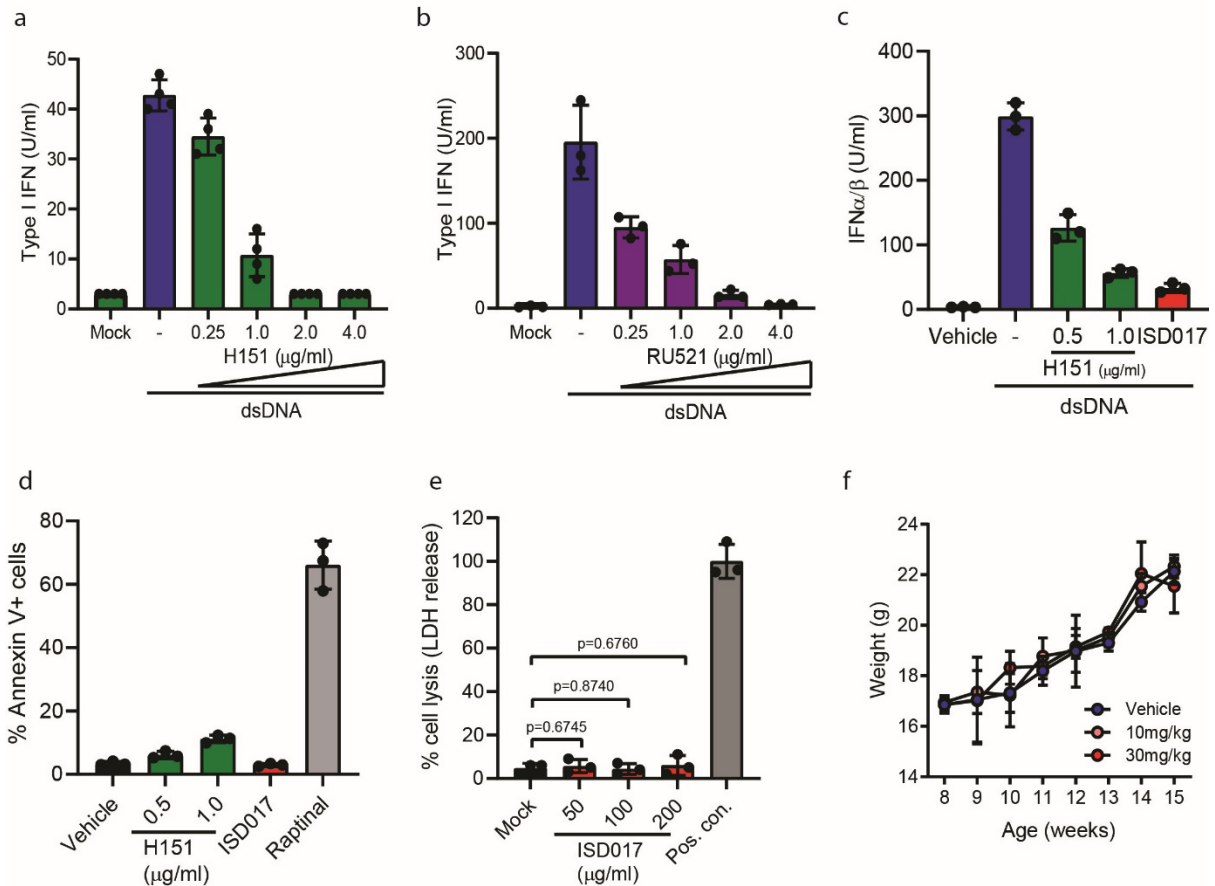 a
Type I IFN (U/ml)
50
40
30
20
10
0
Mock - 0.25 1.0 2.0 4.0
H151 (μg/ml)
dsDNA
b
Type I IFN (U/ml)
300
200
100
0
Mock - 0.25 1.0 2.0 4.0
RU521 (μg/ml)
dsDNA
c
IFNα/β (U/ml)
400
300
200
100
0
Vehicle - 0.5 1.0 ISD017
H151 (μg/ml)
dsDNA
d
% Annexin V+ cells
80
60
40
20
0
Vehicle 0.5 1.0 ISD017 Raptinal
H151
(μg/ml)
e
% cell lysis (LDH release)
120
100
80
60
40
20
0
p=0.6760
p=0.8740
p=0.6745
Mock 50 100 200 Pos. con.
ISD017
(μg/ml)
f
Weight (g)
24
22
20
18
16
14
Vehicle
10mg/kg
30mg/kg
8 9 10 11 12 13 14 15
Age (weeks)